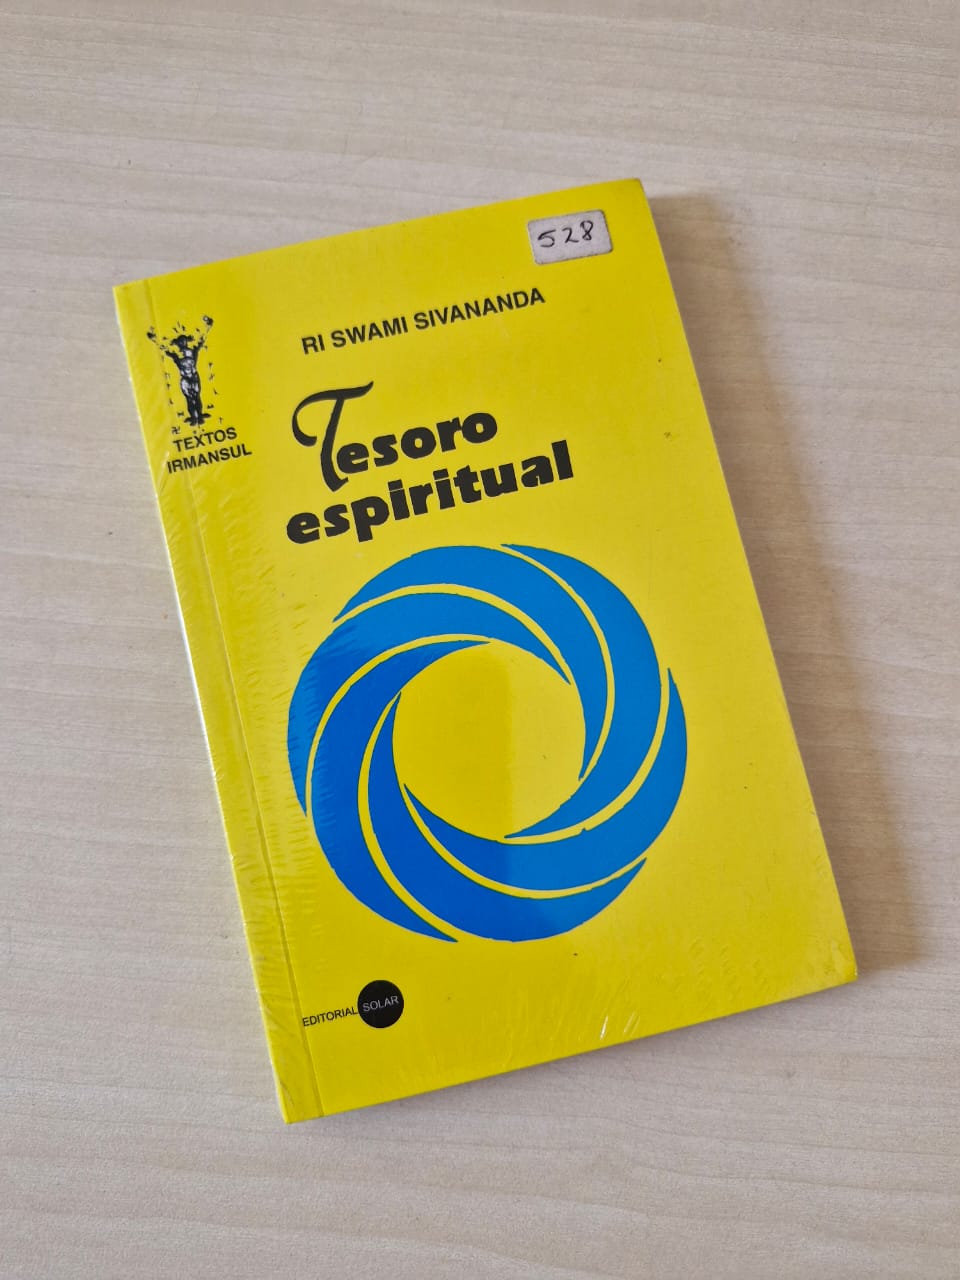 528
RI SWAMI SIVANANDA
TEXTOS
IRMANSUL
Tesoro
espiritual
EDITORIAL SOLAR